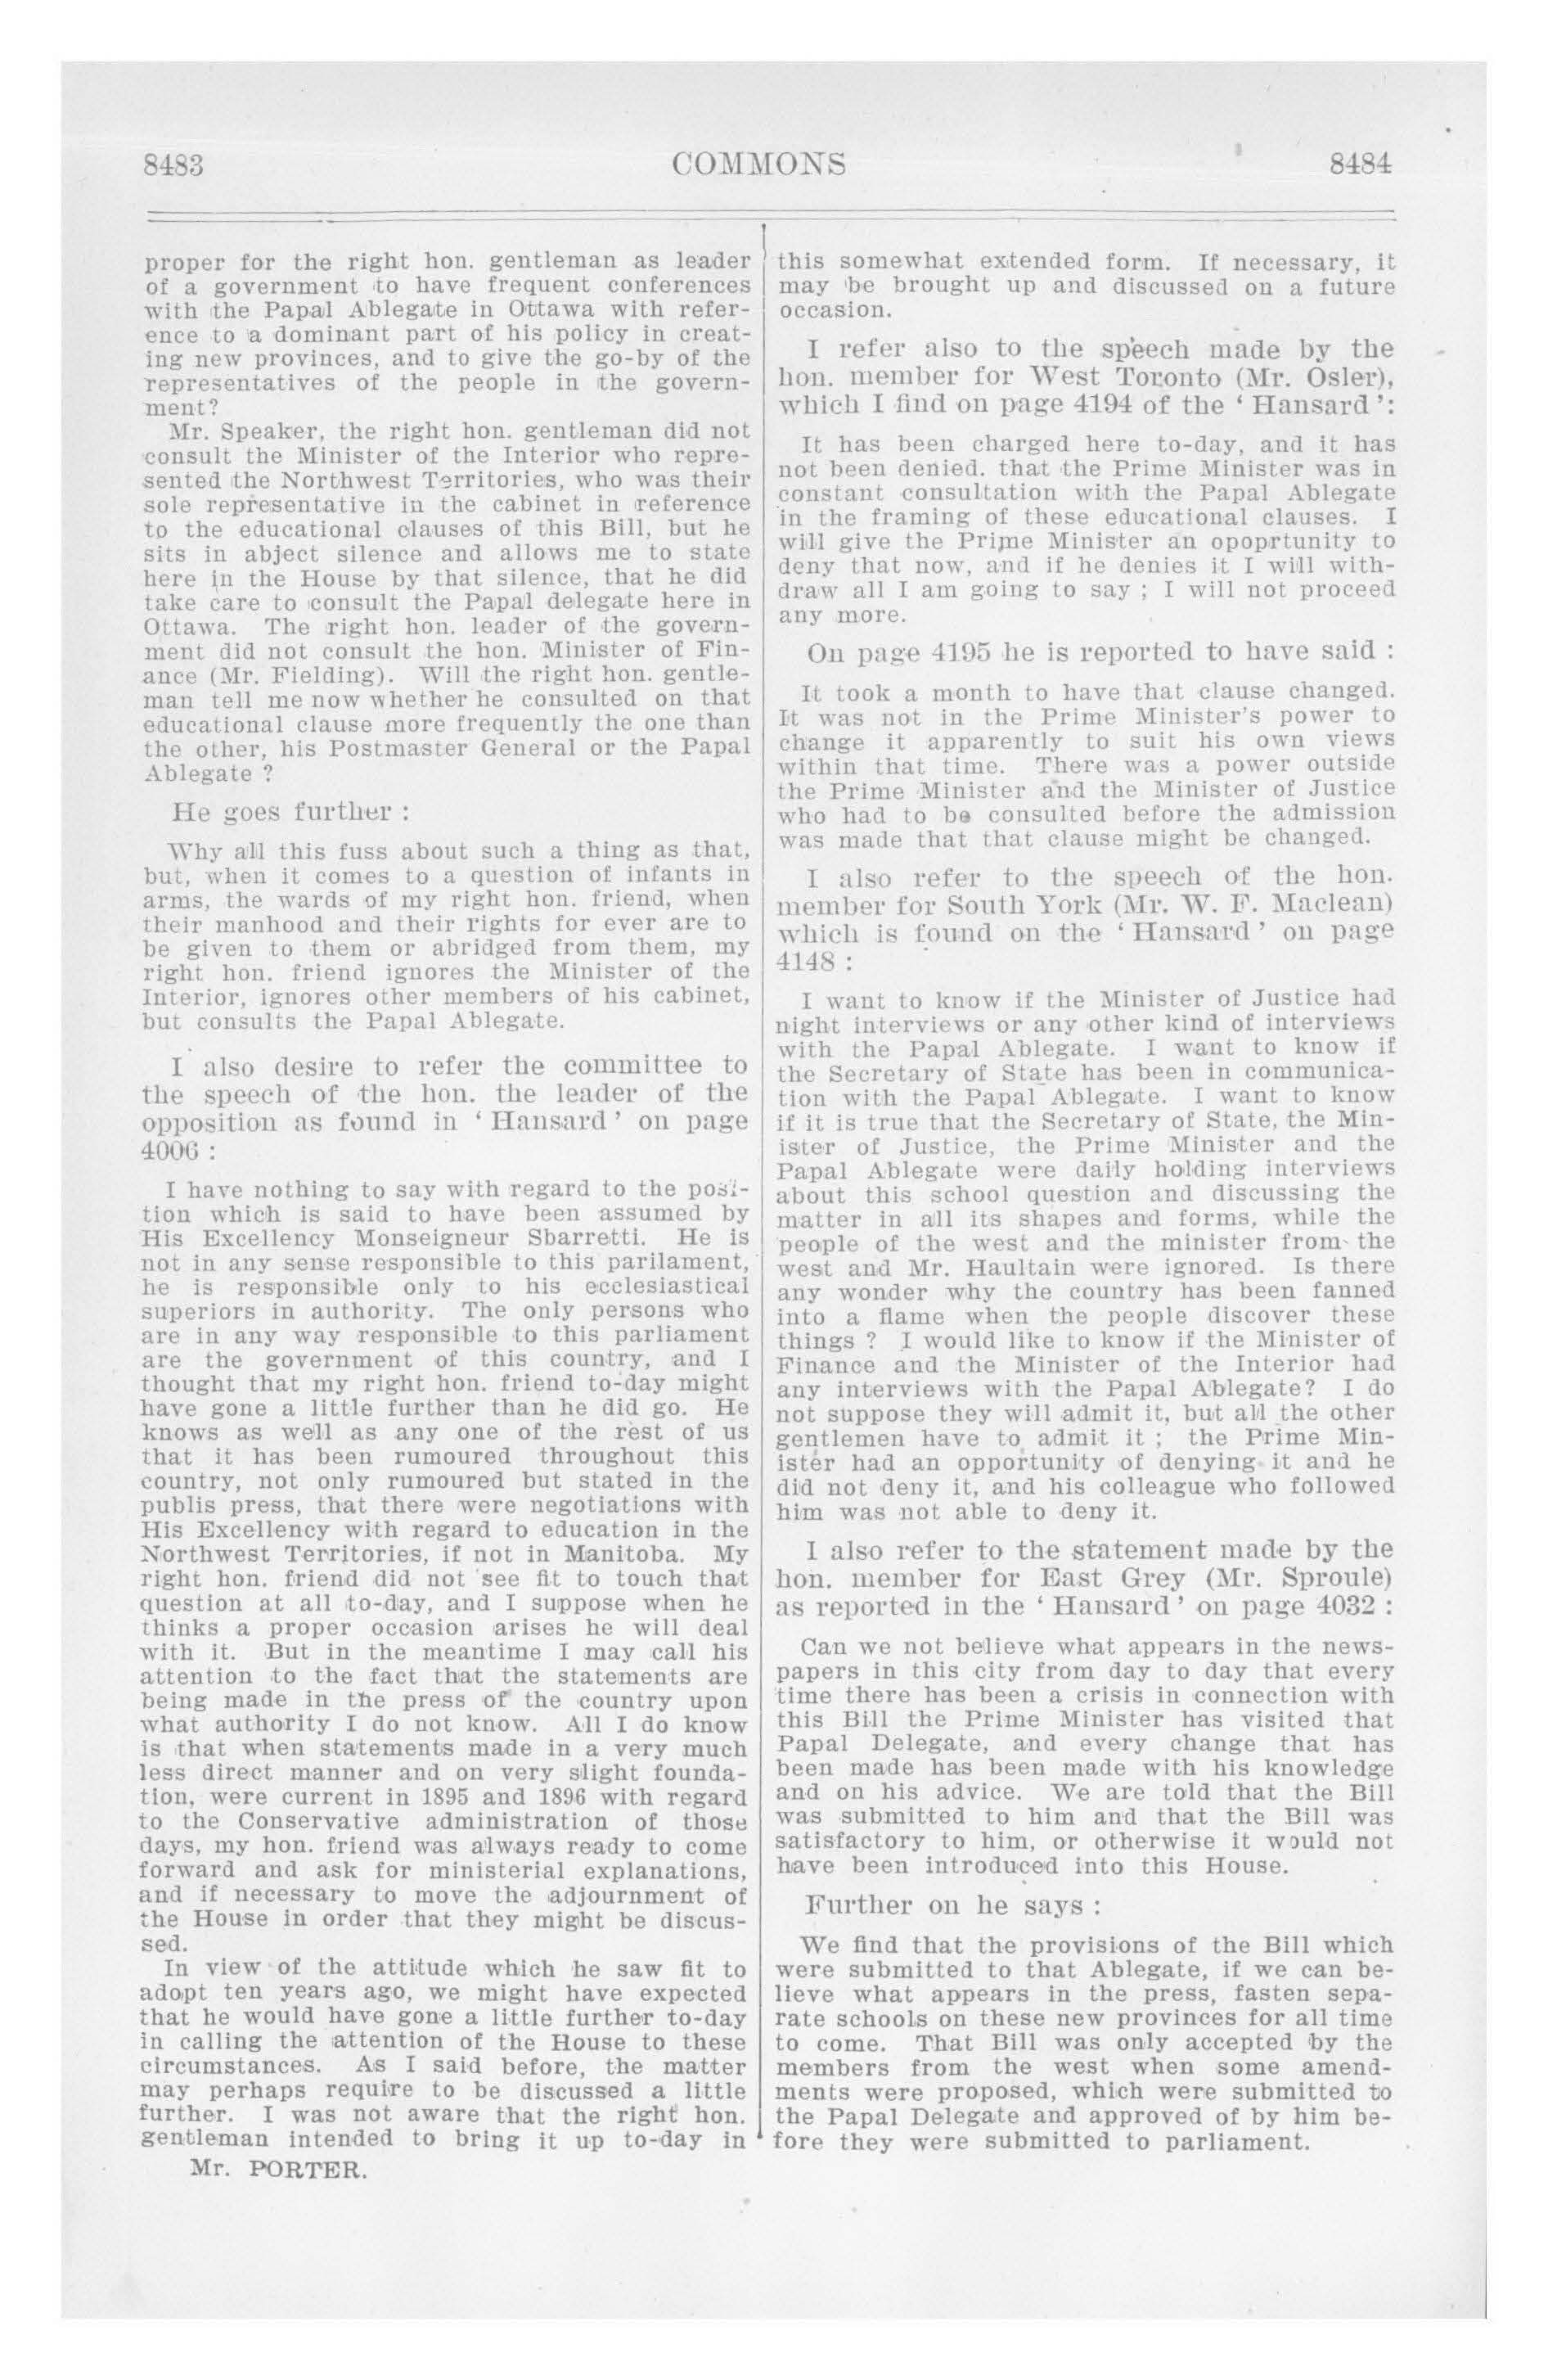 8483
COMMONS
8484
proper for the right hon. gentleman as leader
of a government to have frequent conferences
with the Papal Ablegate in Ottawa with refer-
ence to a dominant part of his policy in creat-
ing new provinces, and to give the go-by of the
representatives of the people in the govern-
ment?
Mr. Speaker, the right hon. gentleman did not
consult the Minister of the Interior who repre-
sented the Northwest Territories, who was their
sole representative in the cabinet in reference
to the educational clauses of this Bill, but he
sits in abject silence and allows me to state
here in the House by that silence, that he did
take care to consult the Papal delegate here in
Ottawa. The right hon. leader of the govern-
ment did not consult the hon. Minister of Fin-
ance (Mr. Fielding). Will the right hon. gentle-
man tell me now whether he consulted on that
educational clause more frequently the one than
the other, his Postmaster General or the Papal
Ablegate ?
He goes further :
Why all this fuss about such a thing as that,
but, when it comes to a question of infants in
arms, the wards of my right hon. friend, when
their manhood and their rights for ever are to
be given to them or abridged from them, my
right hon. friend ignores the Minister of the
Interior, ignores other members of his cabinet,
but consults the Papal Ablegate.
I also desire to refer the committee to
the speech of the hon. the leader of the
opposition as found in ' Hansard ' on page
4006 :
I have nothing to say with regard to the posi-
tion which is said to have been assumed by
His Excellency Monseigneur Sbarretti. He is
not in any sense responsible to this parilament,
he is responsible only to his ecclesiastical
superiors in authority. The only persons who
are in any way responsible to this parliament
are the government of this country, and I
thought that my right hon. friend to-day might
have gone a little further than he did go. He
knows as well as any one of the rest of us
that it has been rumoured throughout this
country, not only rumoured but stated in the
publis press, that there were negotiations with
His Excellency with regard to education in the
Northwest Territories, if not in Manitoba. My
right hon. friend did not see fit to touch that
question at all to-day, and I suppose when he
thinks a proper occasion arises he will deal
with it. But in the meantime I may call his
attention to the fact that the statements are
being made in the press of the country upon
what authority I do not know. All I do know
is that when statements made in a very much
less direct manner and on very slight founda-
tion, were current in 1895 and 1896 with regard
to the Conservative administration of those
days, my hon. friend was always ready to come
forward and ask for ministerial explanations,
and if necessary to move the adjournment of
the House in order that they might be discus-
sed.
In view of the attitude which he saw fit to
adopt ten years ago, we might have expected
that he would have gone a little further to-day
in calling the attention of the House to these
circumstances. As I said before, the matter
may perhaps require to be discussed a little
further. I was not aware that the right hon.
gentleman intended to bring it up to-day in
Mr. PORTER.
this somewhat extended form. If necessary, it
may be brought up and discussed on a future
occasion.
I refer also to the speech made by the
hon. member for West Toronto (Mr. Osler),
which I find on page 4194 of the ' Hansard ':
It has been charged here to-day, and it has
not been denied. that the Prime Minister was in
constant consultation with the Papal Ablegate
in the framing of these educational clauses. I
will give the Prime Minister an opoprtunity to
deny that now, and if he denies it I will with-
draw all I am going to say ; I will not proceed
any more.
On page 4195 he is reported to have said :
It took a month to have that clause changed.
It was not in the Prime Minister's power to
change it apparently to suit his own views
within that time. There was a power outside
the Prime Minister and the Minister of Justice
who had to be consulted before the admission
was made that that clause might be changed.
I also refer to the speech of the hon.
member for South York (Mr. W. F. Maclean)
which is found on the ' Hansard ' on page
4148 :
I want to know if the Minister of Justice had
night interviews or any other kind of interviews
with the Papal Ablegate. I want to know if
the Secretary of State has been in communica-
tion with the Papal Ablegate. I want to know
if it is true that the Secretary of State, the Min-
ister of Justice, the Prime Minister and the
Papal Ablegate were daily holding interviews
about this school question and discussing the
matter in all its shapes and forms, while the
people of the west and the minister from the
west and Mr. Haultain were ignored. Is there
any wonder why the country has been fanned
into a flame when the people discover these
things ? I would like to know if the Minister of
Finance and the Minister of the Interior had
any interviews with the Papal Ablegate? I do
not suppose they will admit it, but all the other
gentlemen have to admit it ; the Prime Min-
ister had an opportunity of denying it and he
did not deny it, and his colleague who followed
him was not able to deny it.
I also refer to the statement made by the
hon. member for East Grey (Mr. Sproule)
as reported in the ' Hansard ' on page 4032 :
Can we not believe what appears in the news-
papers in this city from day to day that every
time there has been a crisis in connection with
this Bill the Prime Minister has visited that
Papal Delegate, and every change that has
been made has been made with his knowledge
and on his advice. We are told that the Bill
was submitted to him and that the Bill was
satisfactory to him, or otherwise it would not
have been introduced into this House.
Further on he says :
We find that the provisions of the Bill which
were submitted to that Ablegate, if we can be-
lieve what appears in the press, fasten sepa-
rate schools on these new provinces for all time
to come. That Bill was only accepted by the
members from the west when some amend-
ments were proposed, which were submitted to
the Papal Delegate and approved of by him be-
fore they were submitted to parliament.